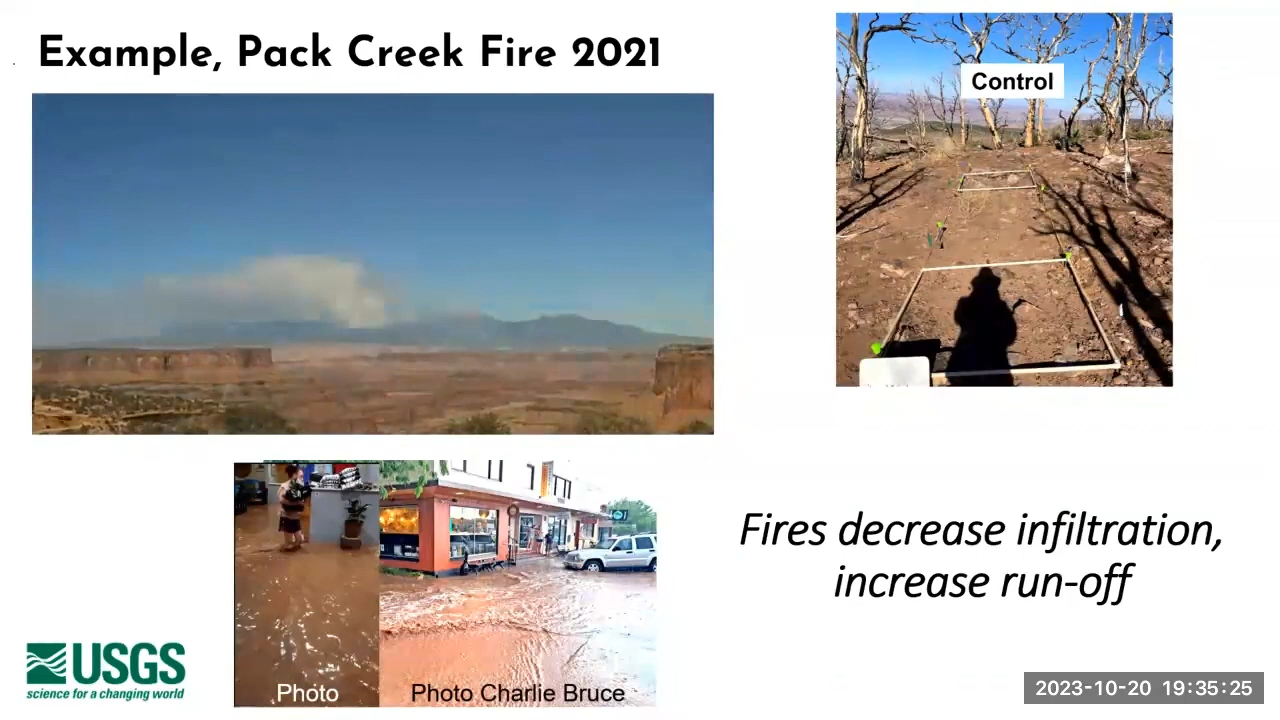 Example, Pack Creek Fire 2021
Control
Fires decrease infiltration,
increase run-off
Photo
Photo Charlie Bruce
USGS
science for a changing world
2023-10-20 19:35:25